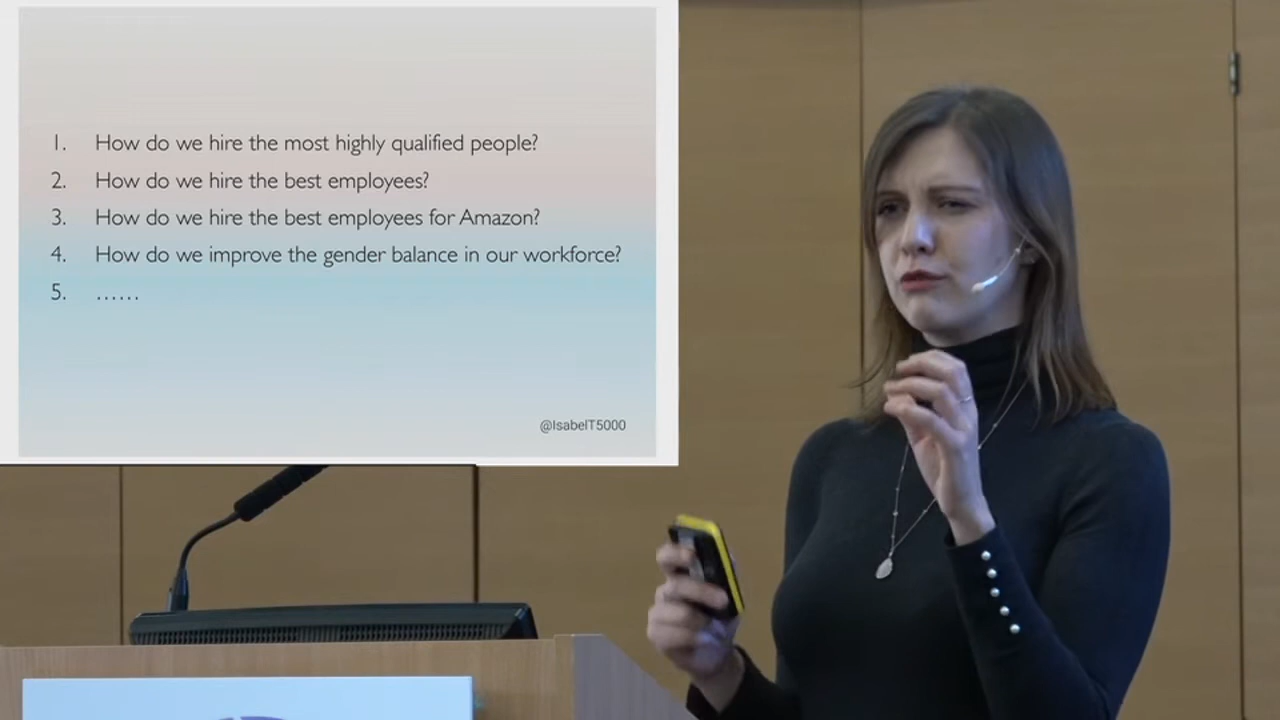 1. How do we hire the most highly qualified people?
2. How do we hire the best employees?
3. How do we hire the best employees for Amazon?
4. How do we improve the gender balance in our workforce?
5. ......
@IsabelT5000